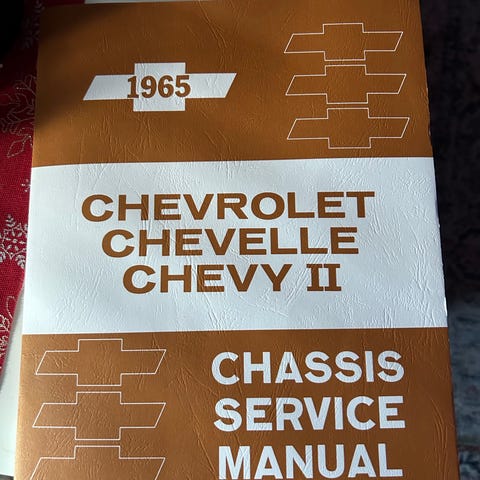 1965
CHEVROLET
CHEVELLE
CHEVY II
CHASSIS
SERVICE
MANUAL